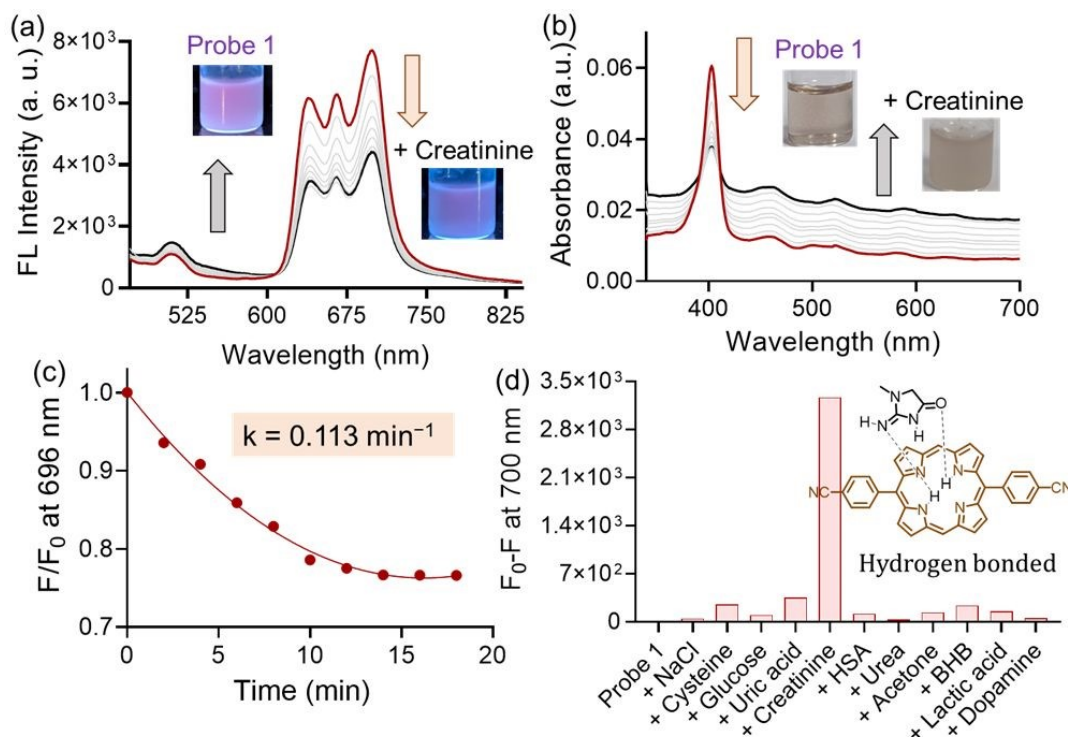 (a)
8×10³
6×10³
4×10³
2×10³
0
FL Intensity (a. u.)
Probe 1
+ Creatinine
525
600
675
750
825
Wavelength (nm)
(b)
0.06
0.04
0.02
0.00
Absorbance (a.u.)
Probe 1
+ Creatinine
400
500
600
700
Wavelength (nm)
(c)
1.0
0.9
0.8
0.7
F/F₀ at 696 nm
k = 0.113 min⁻¹
0
5
10
15
20
Time (min)
(d)
3.5×10³
2.8×10³
2.1×10³
1.4×10³
7×10²
0
F₀-F at 700 nm
N
O
H-N
N
H
N
N
H
H
N
N
NC
CN
Hydrogen bonded
Probe 1
+ NaCl
+ Cysteine
+ Glucose
+ Uric acid
+ Creatinine
+ HSA
+ Urea
+ Acetone
+ BHB
+ Lactic acid
+ Dopamine